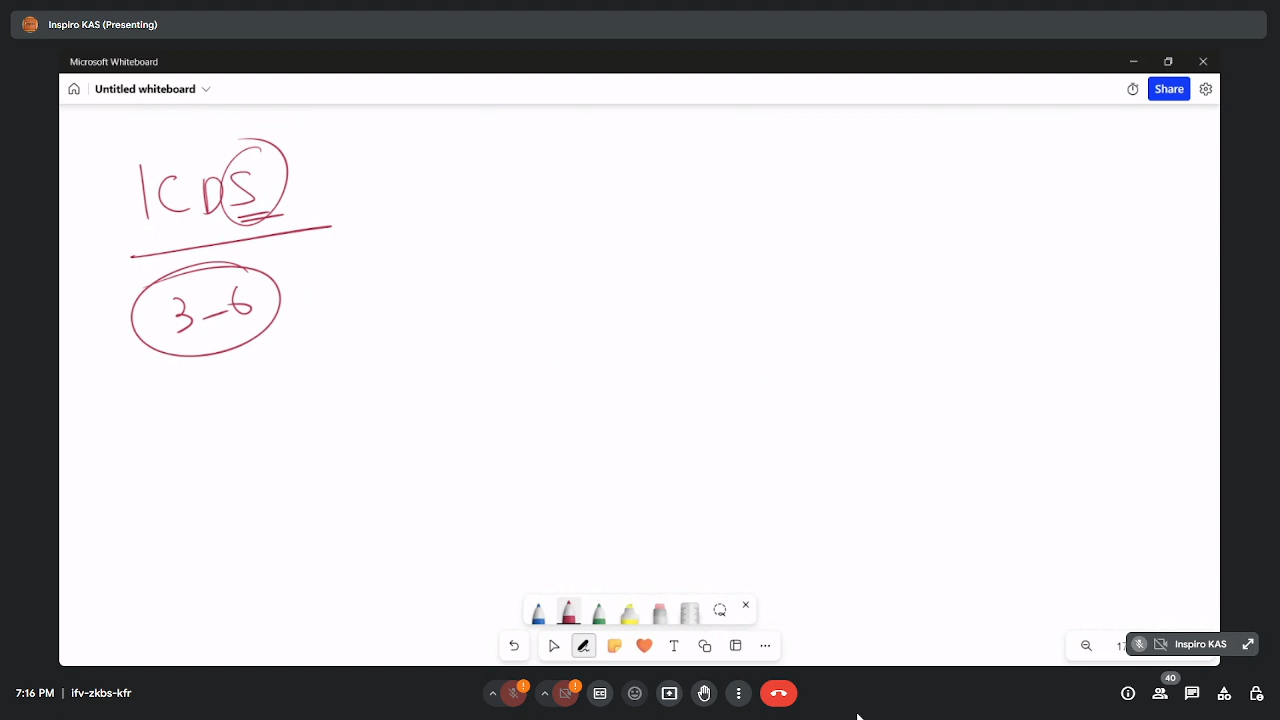 Inspiro KAS (Presenting)
Microsoft Whiteboard
Untitled whiteboard
Share
ICDS
3-6
T
Inspiro KAS
7:16 PM | ifv-zkbs-kfr
40